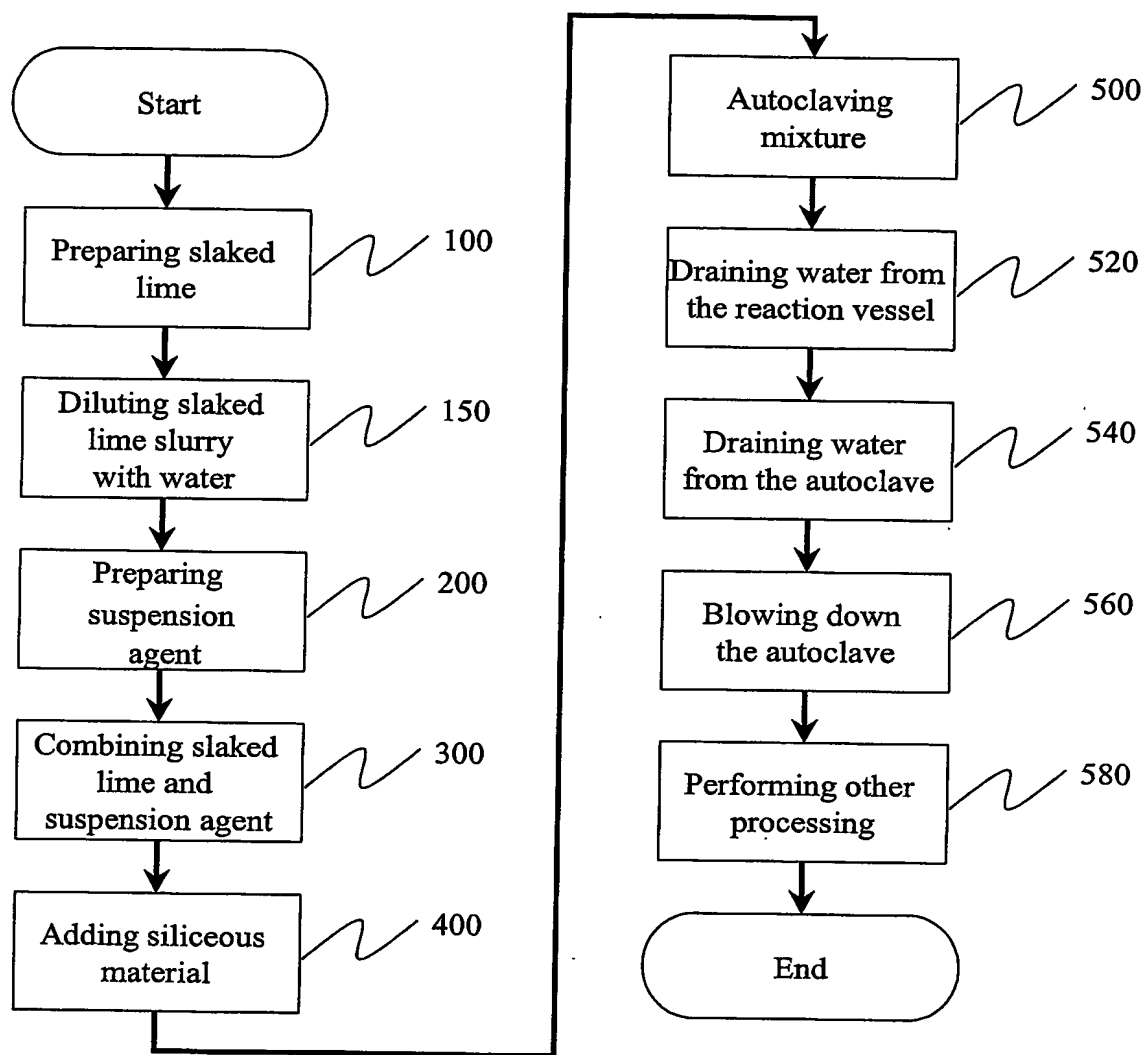 Start
Preparing slaked
lime
100
Diluting slaked
lime slurry
with water
150
Preparing
suspension
agent
200
Combining slaked
lime and
suspension agent
300
Adding siliceous
material
400
Autoclaving
mixture
500
Draining water from
the reaction vessel
520
Draining water
from the autoclave
540
Blowing down
the autoclave
560
Performing other
processing
580
End